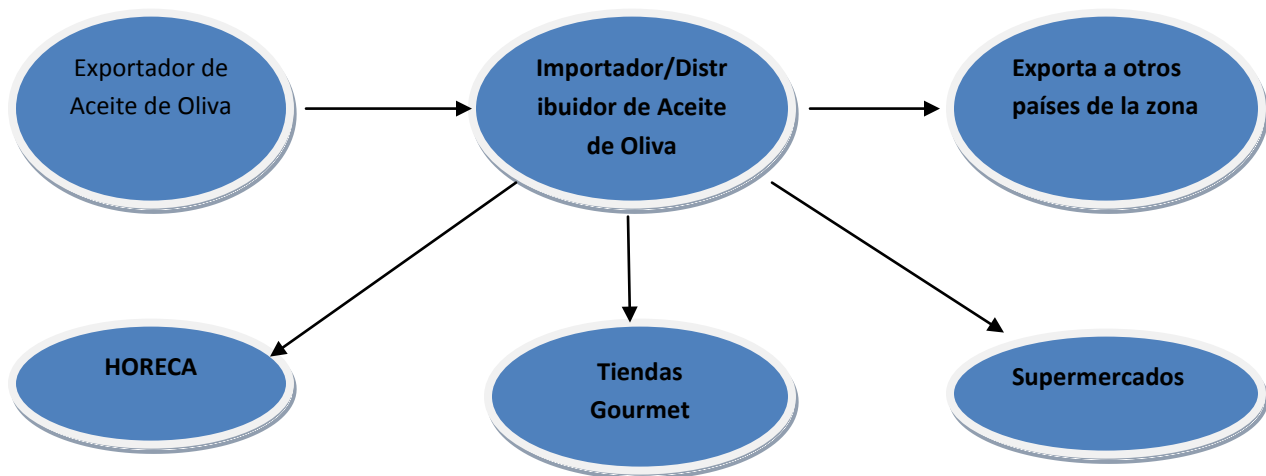 Exportador de
Aceite de Oliva
Importador/Distr
ibuidor de Aceite
de Oliva
Exporta a otros
países de la zona
HORECA
Tiendas
Gourmet
Supermercados